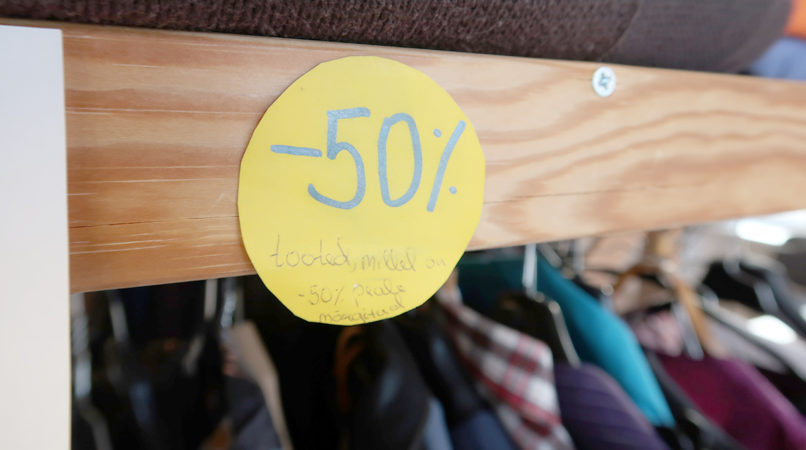 -50%
tooted, millel on
-50% peale
märgitud